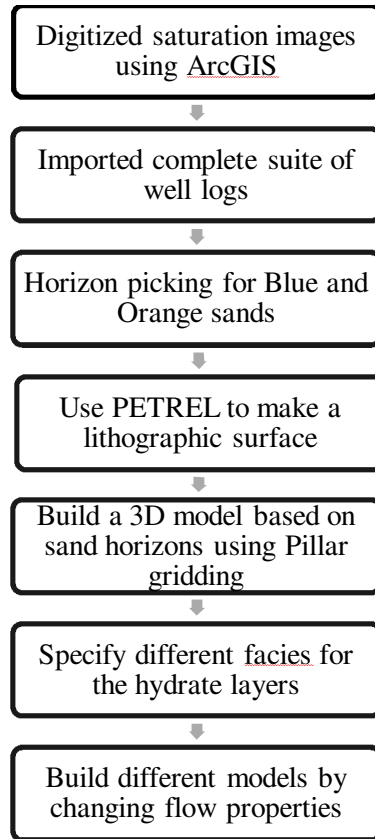 Digitized saturation images
using ArcGIS
Imported complete suite of
well logs
Horizon picking for Blue and
Orange sands
Use PETREL to make a
lithographic surface
Build a 3D model based on
sand horizons using Pillar
gridding
Specify different facies for
the hydrate layers
Build different models by
changing flow properties